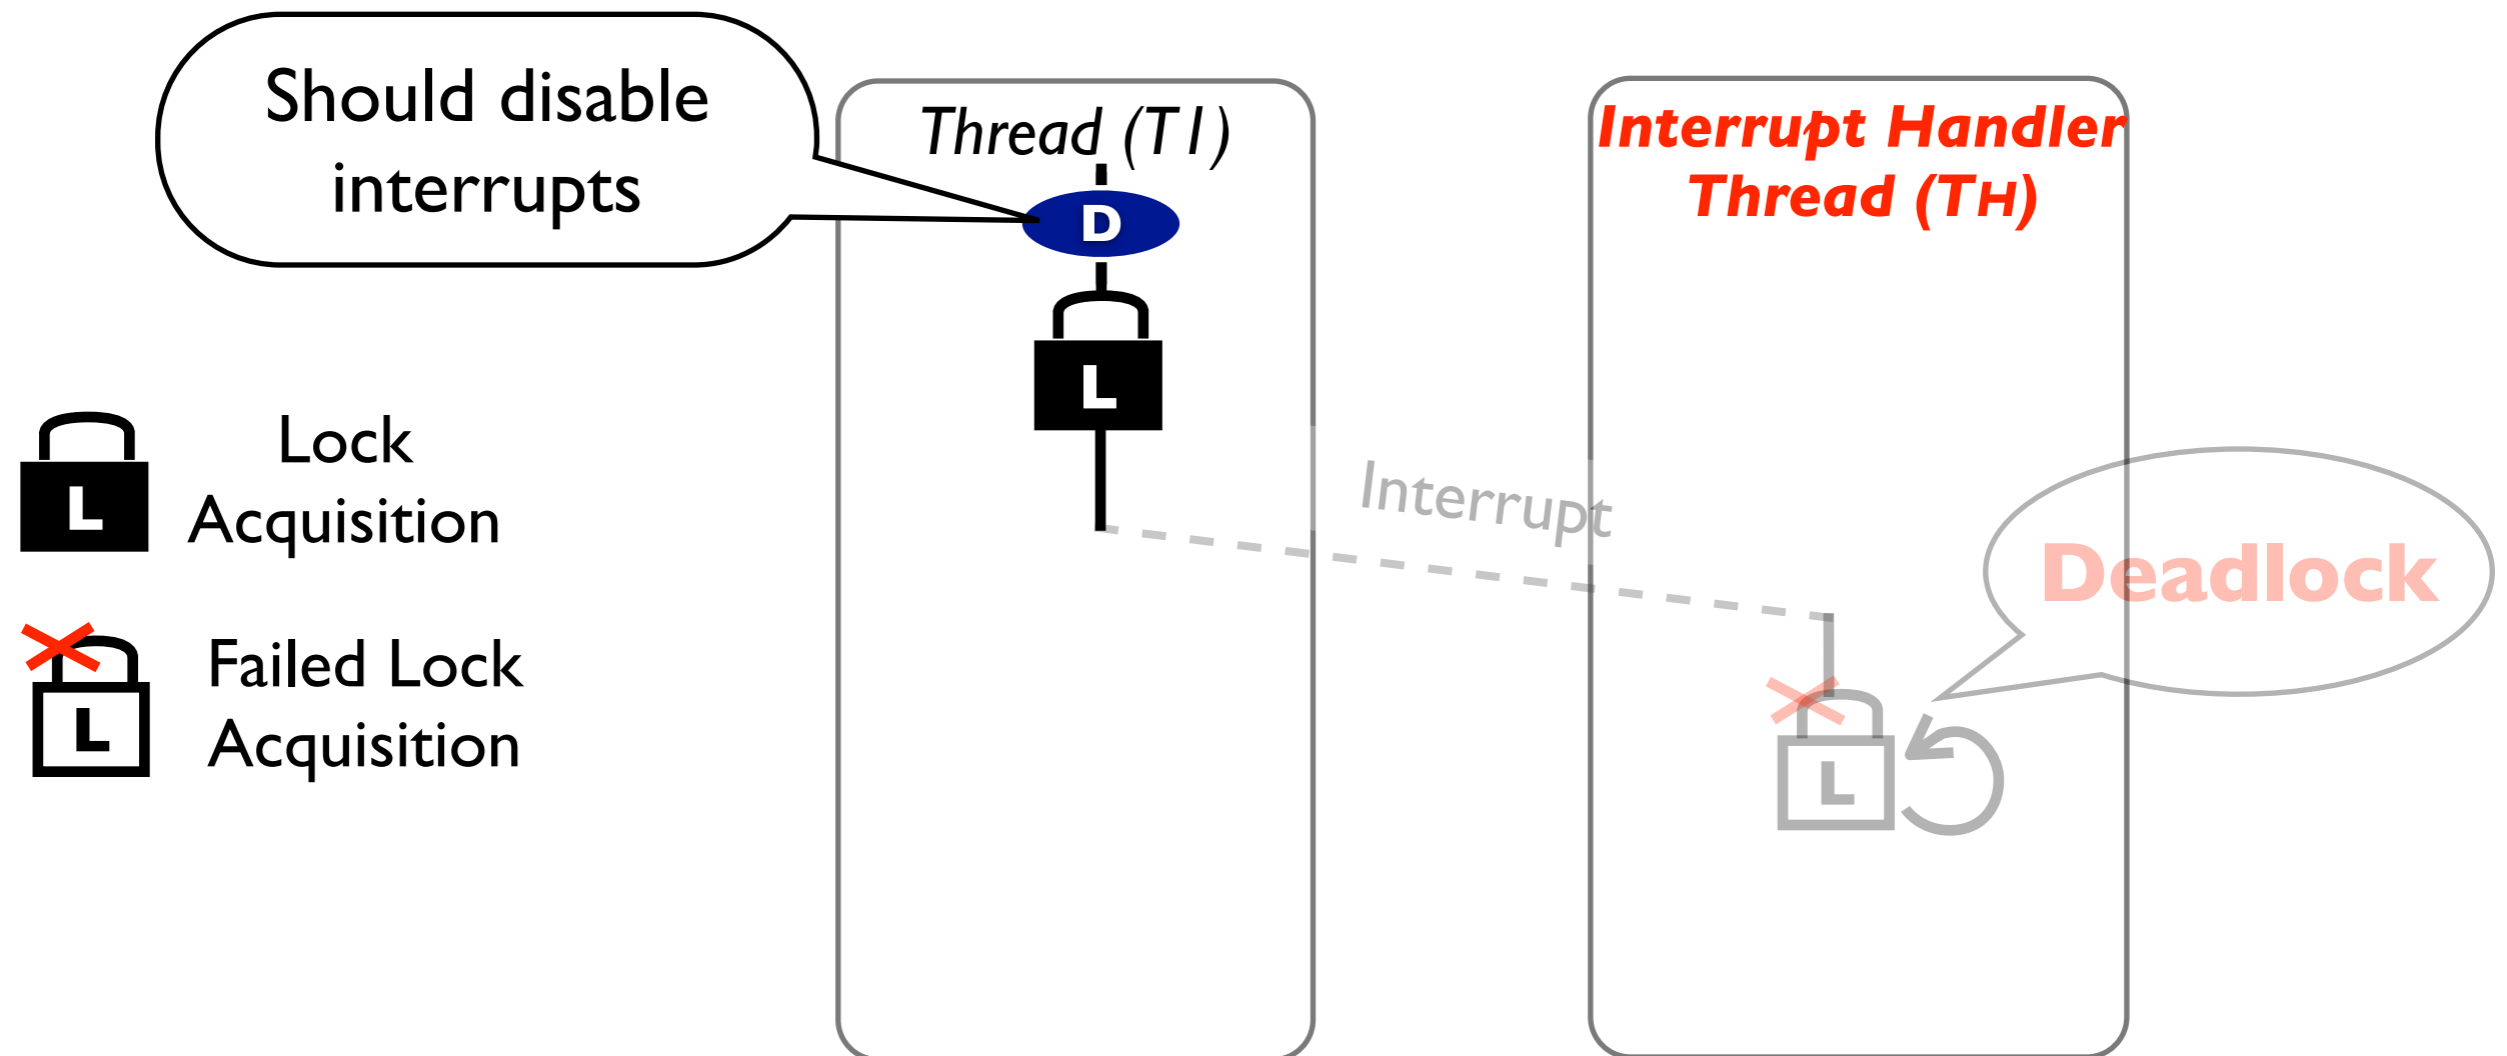 Should disable
interrupts
Thread (T1)
D
L
Interrupt Handler
Thread (TH)
Lock
Acquisition
L
Interrupt
Deadlock
Failed Lock
Acquisition
L
L